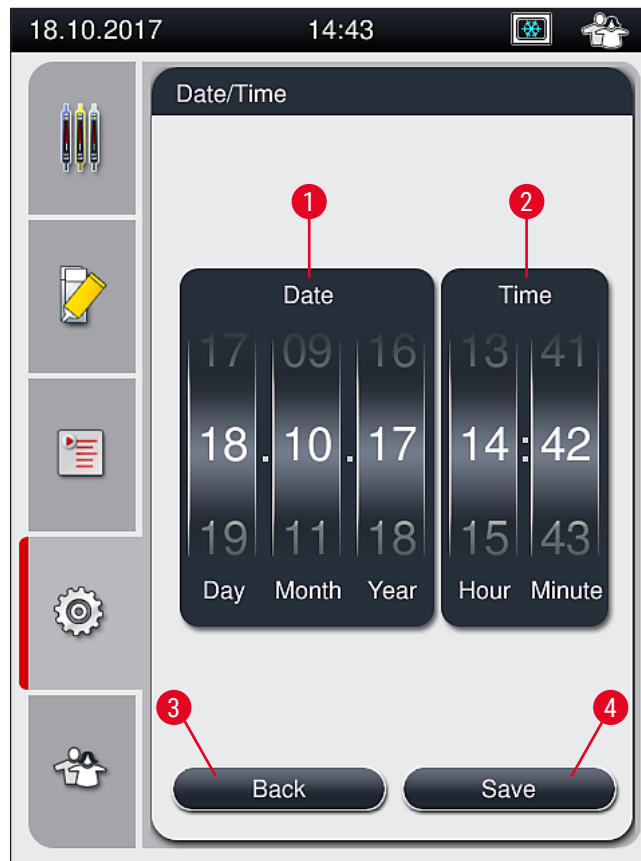 18.10.2017 14:43
Date/Time
1 2
Date Time
17 09 16 13 41
18.10.17 14:42
19 11 18 15 43
Day Month Year Hour Minute
3 4
Back Save